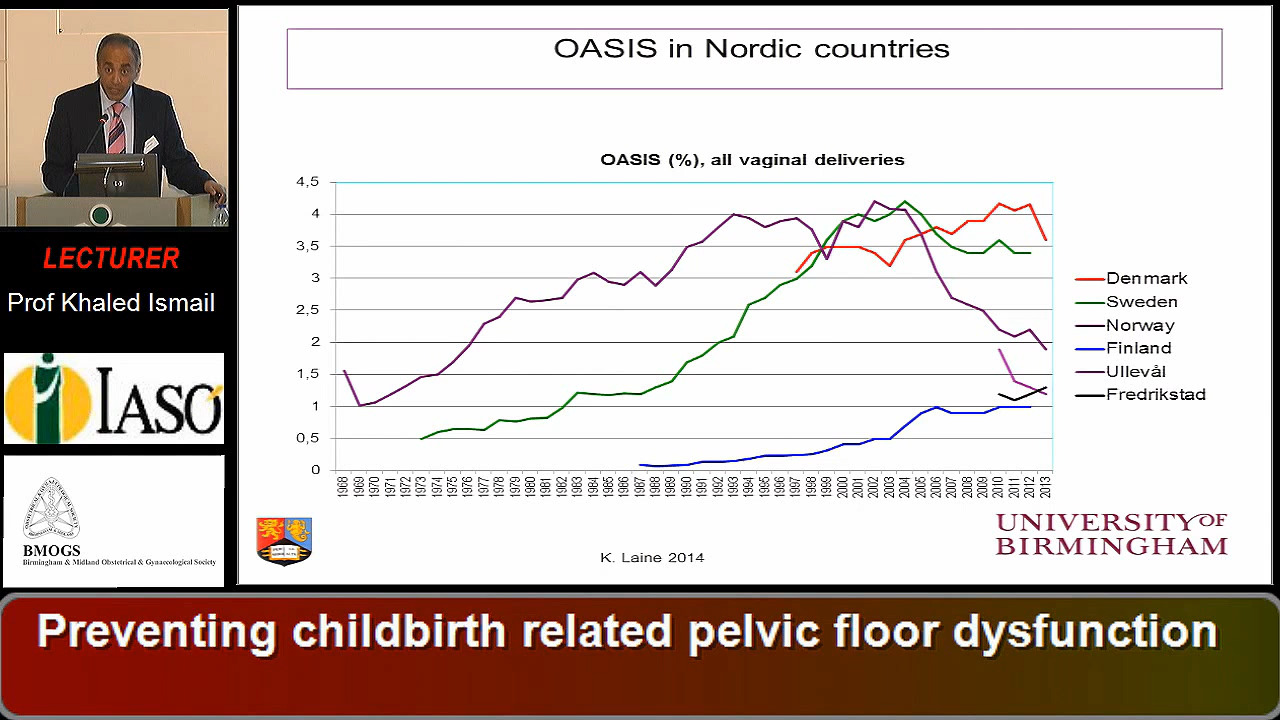 OASIS in Nordic countries
OASIS (%), all vaginal deliveries
4,5
4
3,5
3
2,5
2
1,5
1
0,5
0
1968 1969 1970 1971 1972 1973 1974 1975 1976 1977 1978 1979 1980 1981 1982 1983 1984 1985 1986 1987 1988 1989 1990 1991 1992 1993 1994 1995 1996 1997 1998 1999 2000 2001 2002 2003 2004 2005 2006 2007 2008 2009 2010 2011 2012 2013
Denmark
Sweden
Norway
Finland
Ullevål
Fredrikstad
K. Laine 2014
UNIVERSITY OF
BIRMINGHAM
LECTURER
Prof Khaled Ismail
IASO
BMOGS
Birmingham & Midland Obstetrical & Gynaecological Society
Preventing childbirth related pelvic floor dysfunction